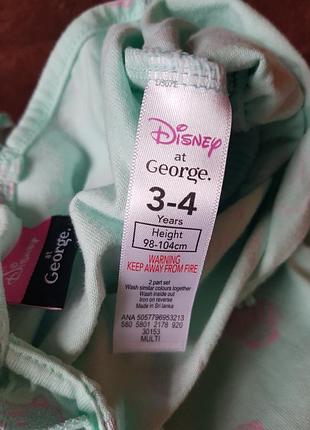 D307E
Disney
at
George.
3-4
Years
Height
98-104cm
WARNING
KEEP AWAY FROM FIRE
2 part set
Wash similar colours together
Wash inside out
Iron on reverse
Made in Sri lanka
ANA 5057796953213
580 5801 2178 920
30153
MULTI
Disney
at
George.